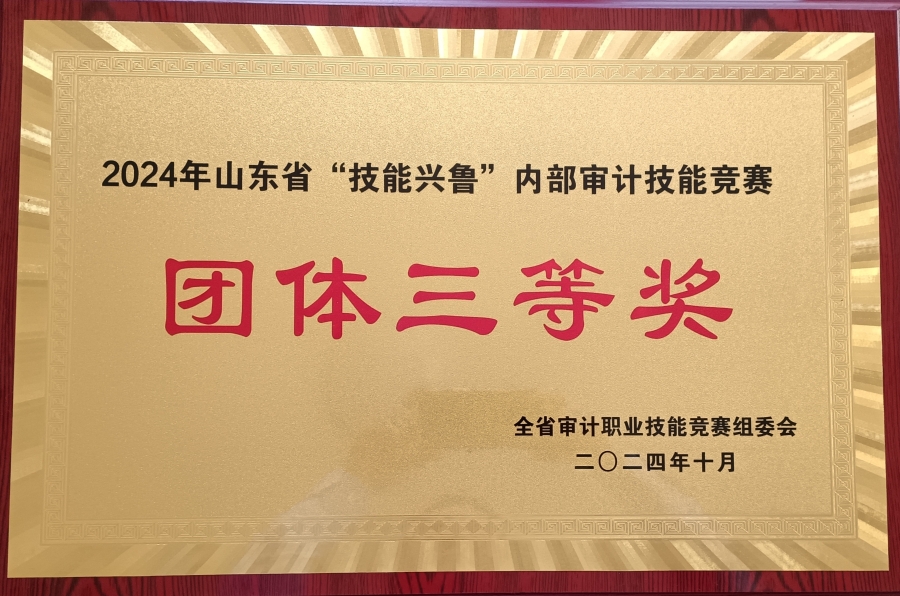 2024年山东省“技能兴鲁”内部审计技能竞赛
团体三等奖
全省审计职业技能竞赛组委会
二〇二四年十月